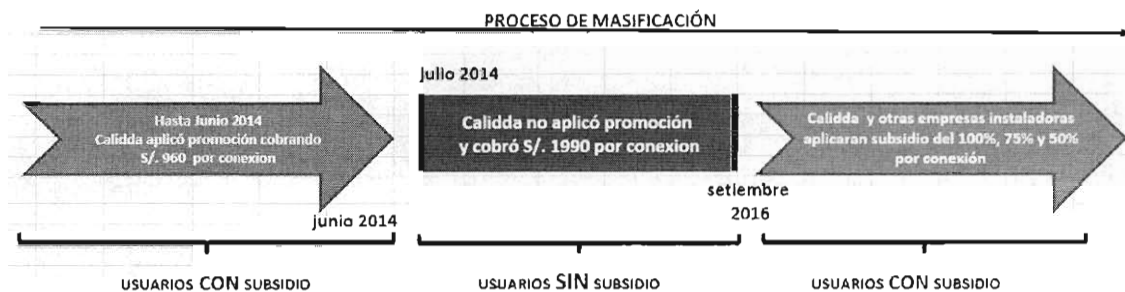 PROCESO DE MASIFICACIÓN
Hasta Junio 2014
Calidda aplicó promoción cobrando
S/. 960 por conexion
junio 2014
Julio 2014
Calidda no aplicó promoción
y cobró S/. 1990 por conexion
setiembre
2016
Calidda y otras empresas instaladoras
aplicaran subsidio del 100%, 75% y 50%
por conexión
USUARIOS CON SUBSIDIO
USUARIOS SIN SUBSIDIO
USUARIOS CON SUBSIDIO